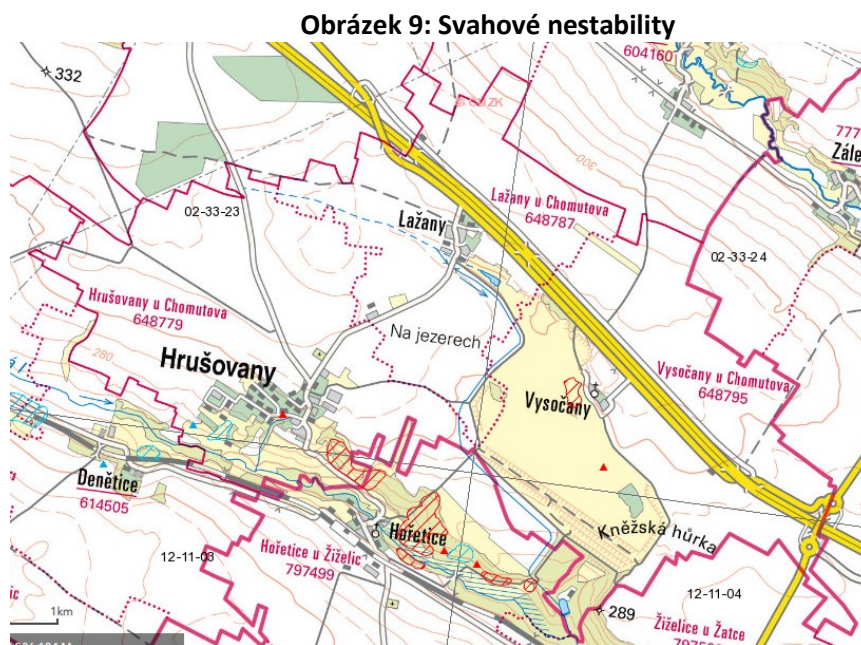 Obrázek 9: Svahové nestability
332
604160
777
Zále
Lažany u Chomutova
648787
02-33-23
Lažany
02-33-24
Hrušovany u Chomutova
648779
Na jezerech
300
280
Hrušovany
Vysočany u Chomutova
648795
Vysočany
Denětice
614505
Kněžská hůrka
Hořetice
12-11-03
Hořetice u Žiželic
797499
12-11-04
289
Žiželice u Žatce
1km